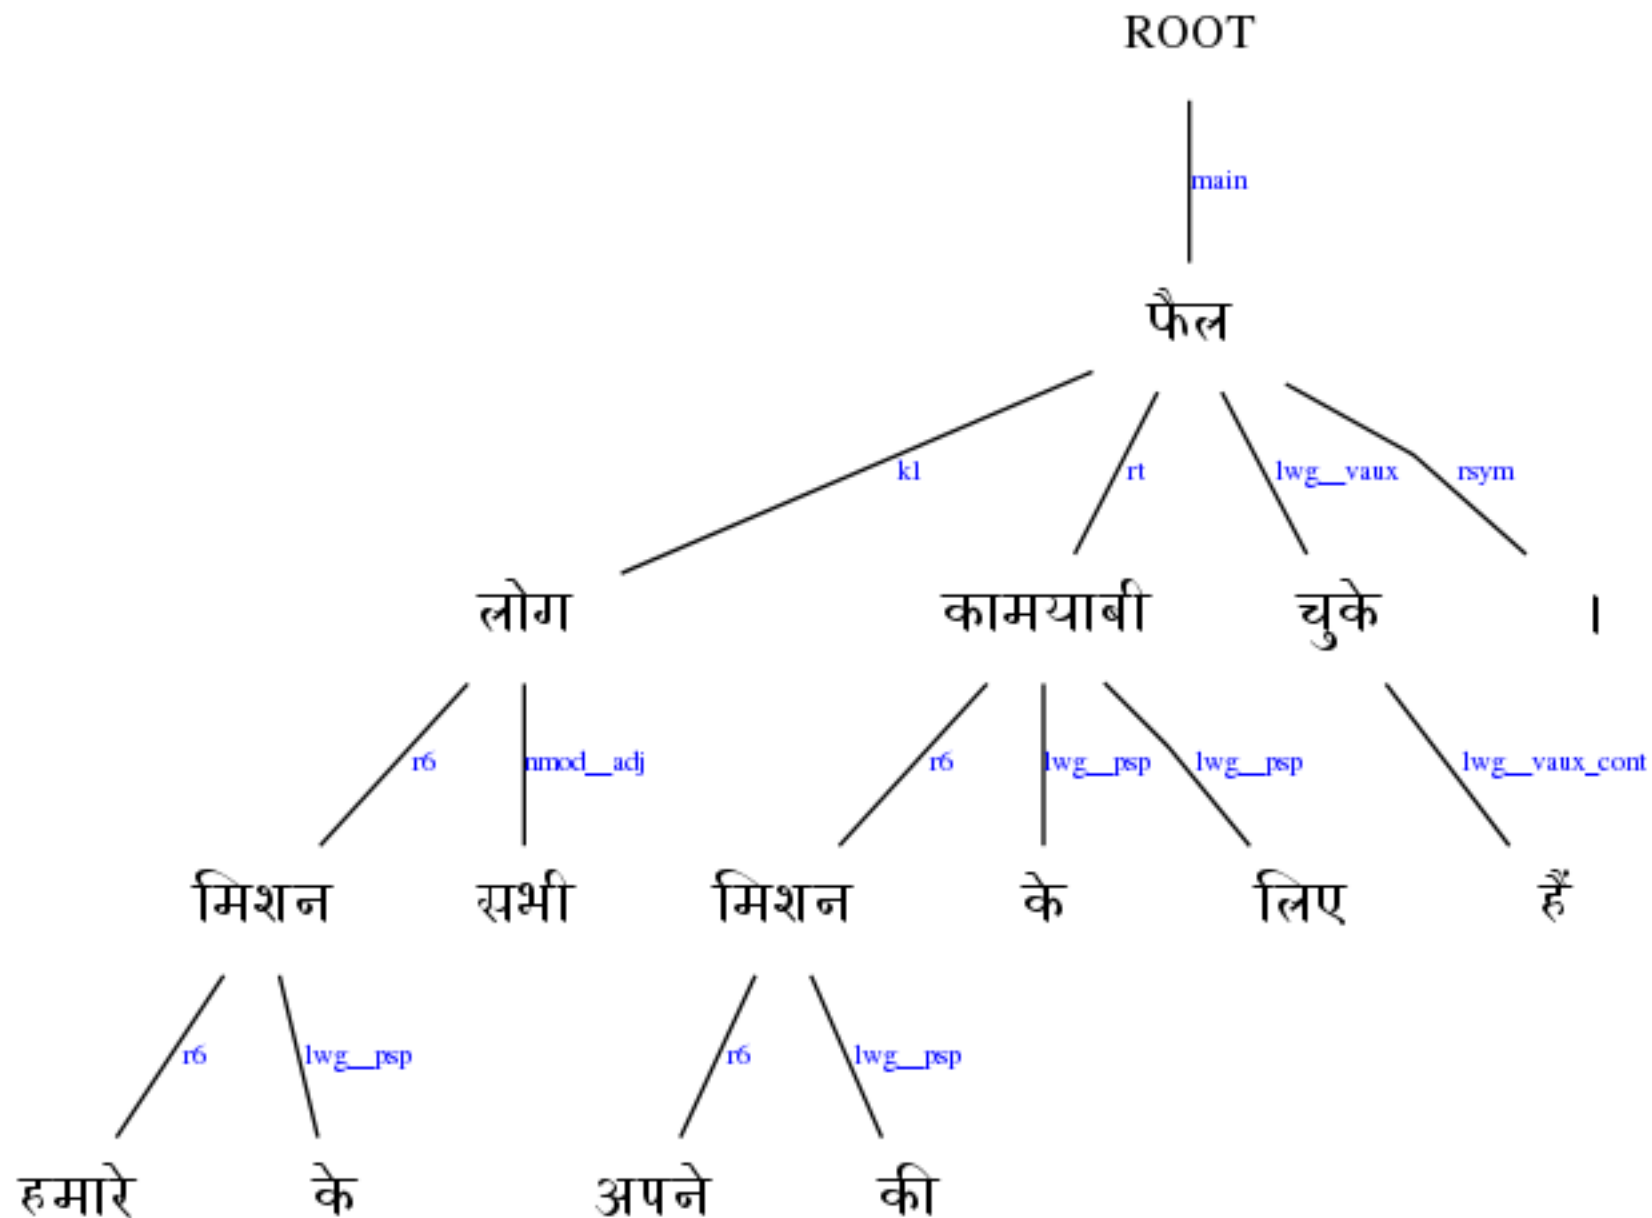 ROOT
main
फैल
k1 rt lwg__vaux rsym
लोग कामयाबी चुके ।
r6 nmod__adj r6 lwg__psp lwg__psp lwg__vaux_cont
मिशन सभी मिशन के लिए हैं
r6 lwg__psp r6 lwg__psp
हमारे के अपने की